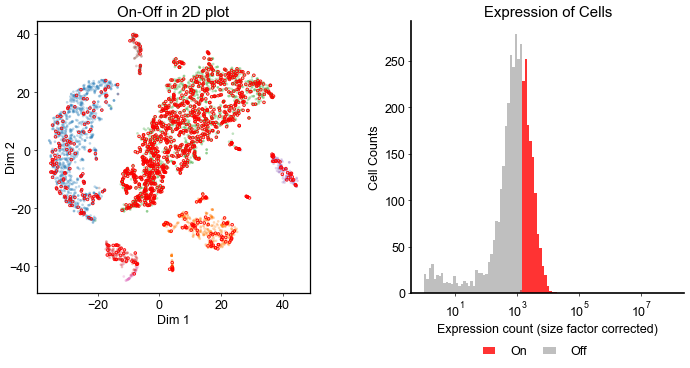 On-Off in 2D plot
40
20
0
−20
−40
Dim 2
−20 0 20 40
Dim 1
Expression of Cells
250
200
150
100
50
0
Cell Counts
10^1 10^3 10^5 10^7
Expression count (size factor corrected)
On Off